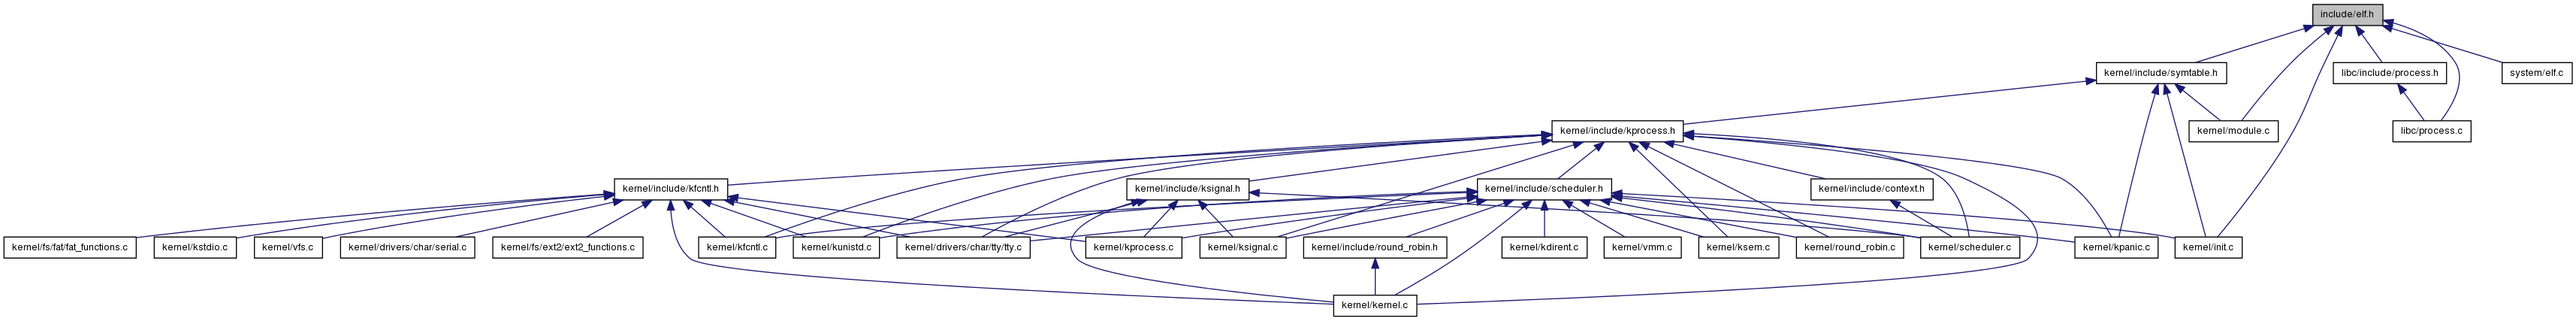 include/elf.h
kernel/include/symtable.h
libc/include/process.h
system/elf.c
kernel/include/kprocess.h
kernel/module.c
libc/process.c
kernel/include/kfcntl.h
kernel/include/ksignal.h
kernel/include/scheduler.h
kernel/include/context.h
kernel/fs/fat/fat_functions.c
kernel/kstdio.c
kernel/vfs.c
kernel/drivers/char/serial.c
kernel/fs/ext2/ext2_functions.c
kernel/kfcntl.c
kernel/kunistd.c
kernel/drivers/char/tty/tty.c
kernel/kprocess.c
kernel/ksignal.c
kernel/include/round_robin.h
kernel/kdirent.c
kernel/vmm.c
kernel/ksem.c
kernel/round_robin.c
kernel/scheduler.c
kernel/kpanic.c
kernel/init.c
kernel/kernel.c